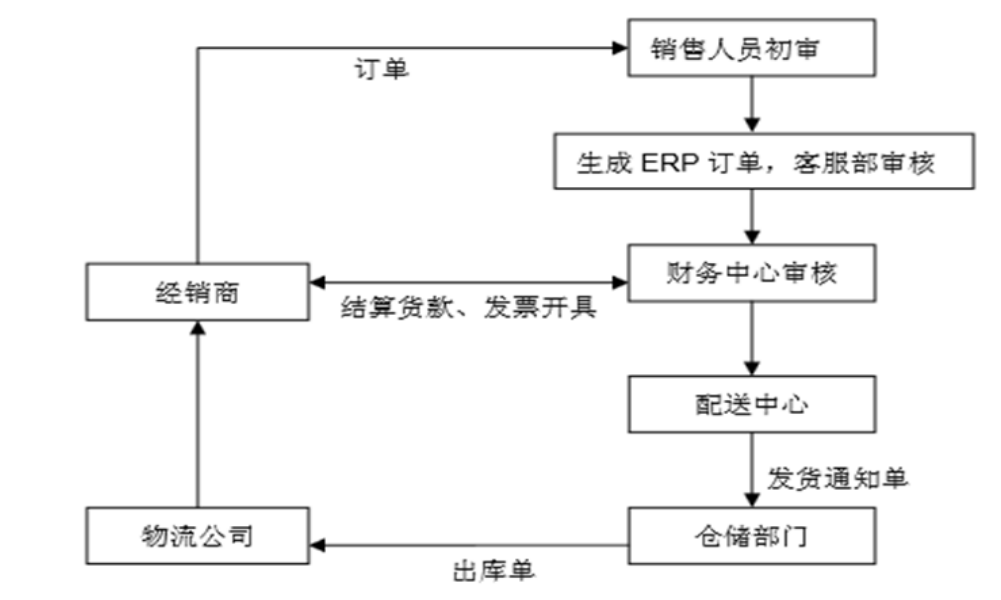 销售人员初审
订单
生成 ERP 订单，客服部审核
财务中心审核
经销商
结算货款、发票开具
配送中心
发货通知单
物流公司
仓储部门
出库单